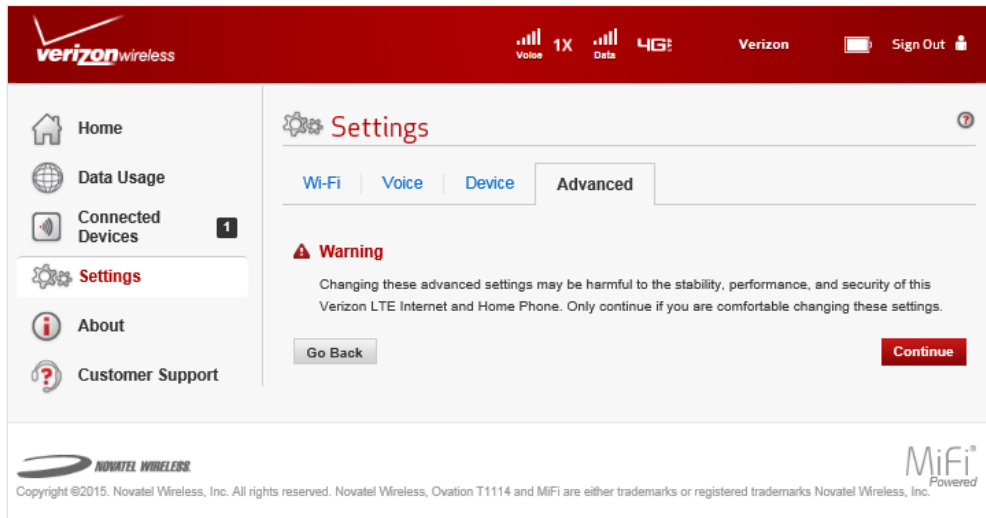 verizonwireless
Voice 1X Data 4G LTE Verizon Sign Out
Home
Data Usage
Connected
Devices
1
Settings
About
Customer Support
Settings
?
Wi-Fi Voice Device Advanced
Warning
Changing these advanced settings may be harmful to the stability, performance, and security of this
Verizon LTE Internet and Home Phone. Only continue if you are comfortable changing these settings.
Go Back Continue
NOVATEL WIRELESS.
MiFi
Powered
Copyright ©2015. Novatel Wireless, Inc. All rights reserved. Novatel Wireless, Ovation T1114 and MiFi are either trademarks or registered trademarks Novatel Wireless, Inc.